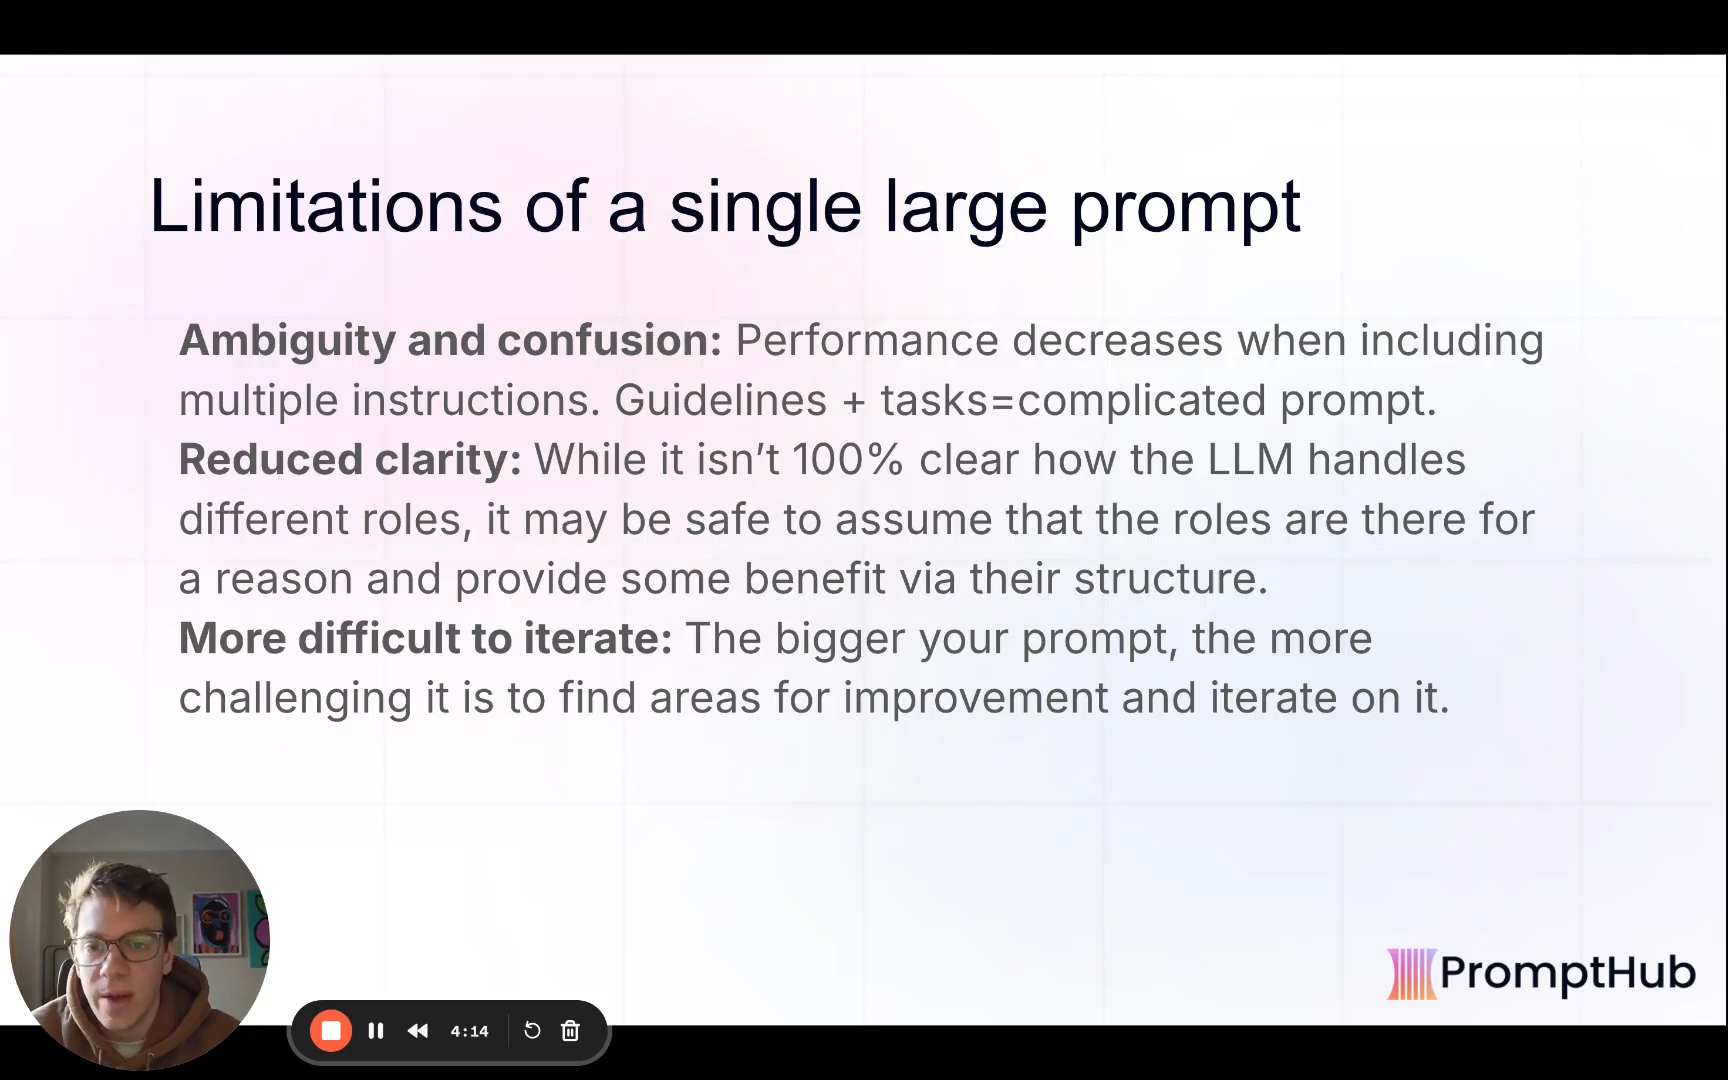 Limitations of a single large prompt
Ambiguity and confusion: Performance decreases when including
multiple instructions. Guidelines + tasks=complicated prompt.
Reduced clarity: While it isn’t 100% clear how the LLM handles
different roles, it may be safe to assume that the roles are there for
a reason and provide some benefit via their structure.
More difficult to iterate: The bigger your prompt, the more
challenging it is to find areas for improvement and iterate on it.
PromptHub
4:14